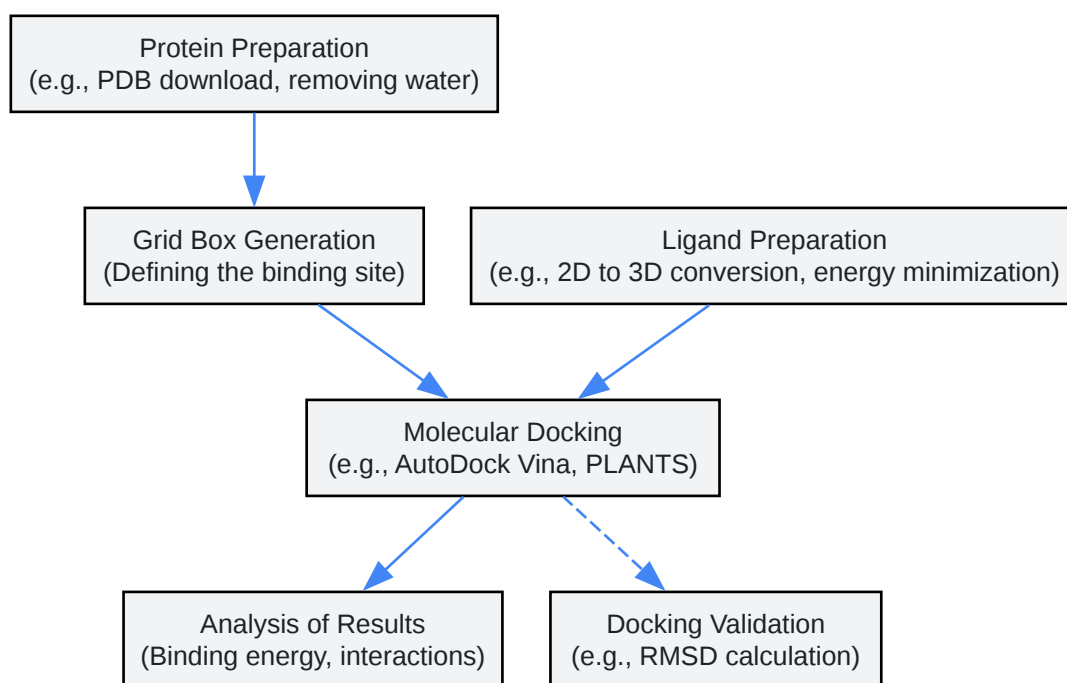 Protein Preparation
(e.g., PDB download, removing water)
Grid Box Generation
(Defining the binding site)
Ligand Preparation
(e.g., 2D to 3D conversion, energy minimization)
Molecular Docking
(e.g., AutoDock Vina, PLANTS)
Analysis of Results
(Binding energy, interactions)
Docking Validation
(e.g., RMSD calculation)